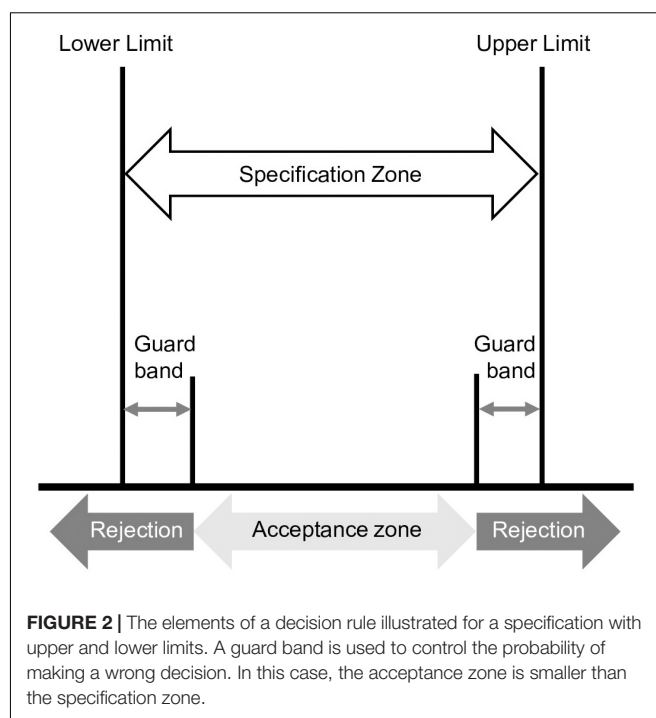 Lower Limit
Upper Limit
Specification Zone
Guard
band
Guard
band
Rejection
Acceptance zone
Rejection
FIGURE 2 | The elements of a decision rule illustrated for a specification with
upper and lower limits. A guard band is used to control the probability of
making a wrong decision. In this case, the acceptance zone is smaller than
the specification zone.